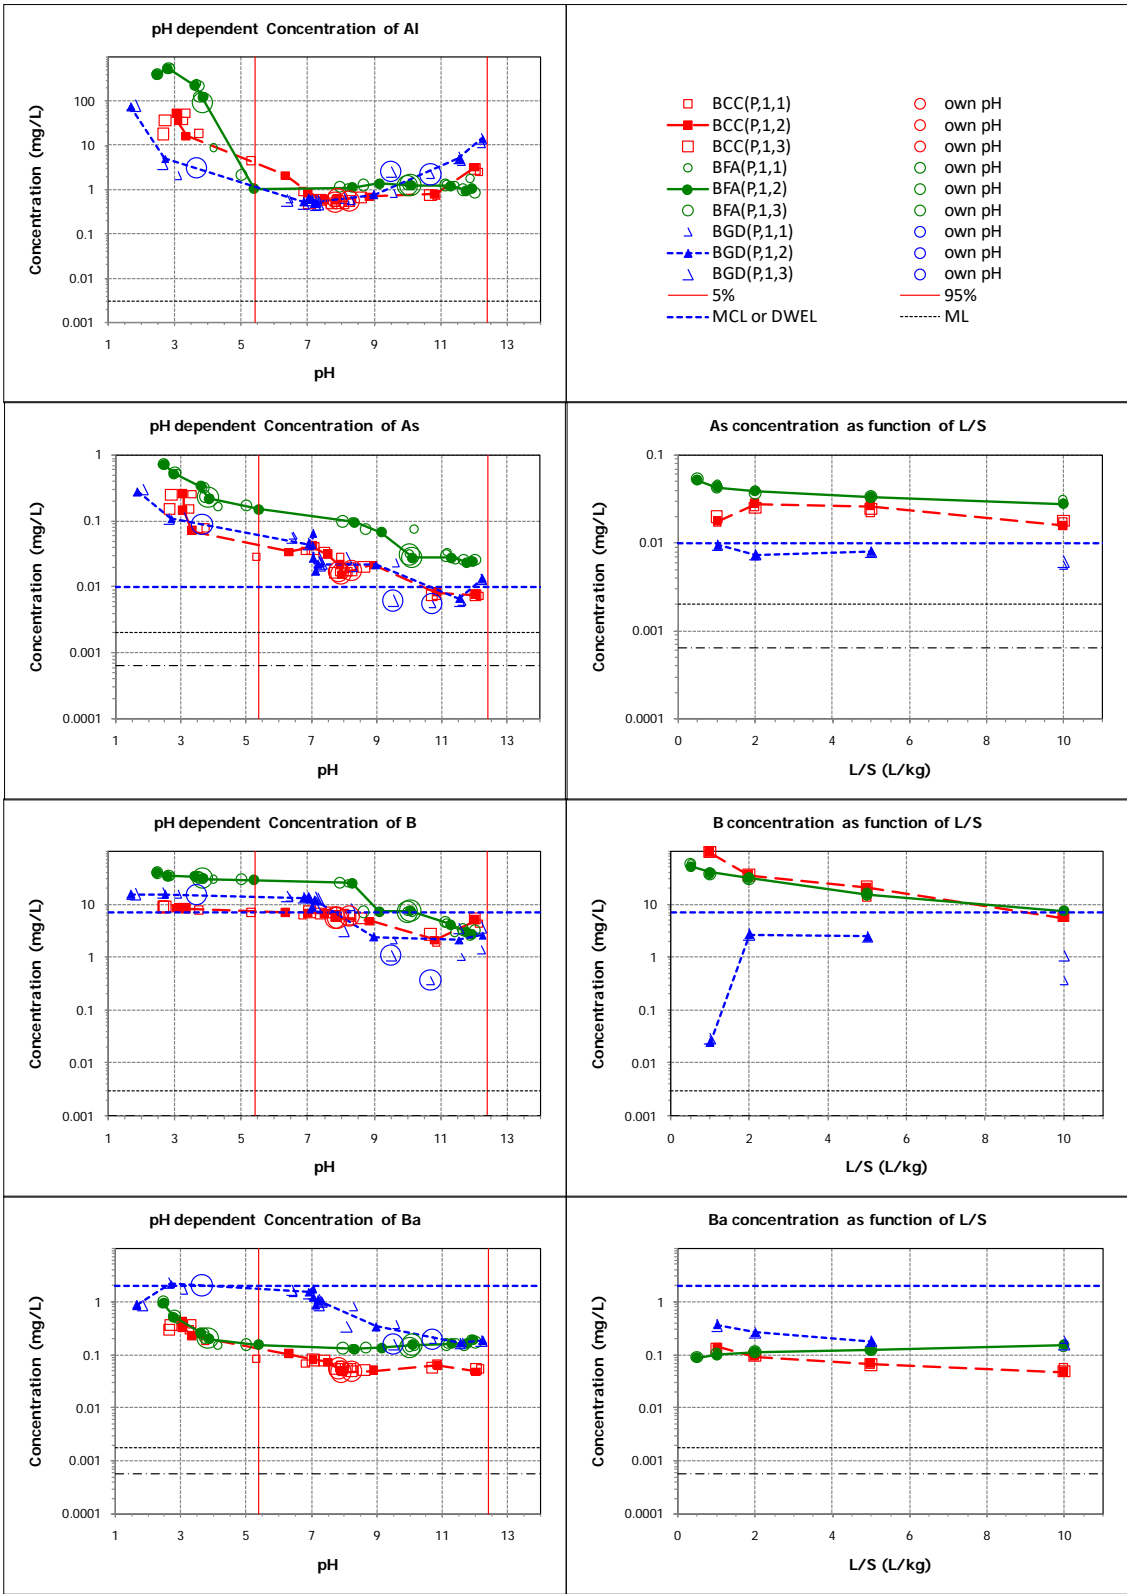 pH dependent Concentration of Al
Concentration (mg/L)
100
10
1
0.1
0.01
0.001
1 3 5 7 9 11 13
pH
BCC(P,1,1) own pH
BCC(P,1,2) own pH
BCC(P,1,3) own pH
BFA(P,1,1) own pH
BFA(P,1,2) own pH
BFA(P,1,3) own pH
BGD(P,1,1) own pH
BGD(P,1,2) own pH
BGD(P,1,3) own pH
5% 95%
MCL or DWEL ML
pH dependent Concentration of As
Concentration (mg/L)
1
0.1
0.01
0.001
0.0001
1 3 5 7 9 11 13
pH
As concentration as function of L/S
Concentration (mg/L)
0.1
0.01
0.001
0.0001
0 2 4 6 8 10
L/S (L/kg)
pH dependent Concentration of B
Concentration (mg/L)
10
1
0.1
0.01
0.001
1 3 5 7 9 11 13
pH
B concentration as function of L/S
Concentration (mg/L)
10
1
0.1
0.01
0.001
0 2 4 6 8 10
L/S (L/kg)
pH dependent Concentration of Ba
Concentration (mg/L)
1
0.1
0.01
0.001
0.0001
1 3 5 7 9 11 13
pH
Ba concentration as function of L/S
Concentration (mg/L)
1
0.1
0.01
0.001
0.0001
0 2 4 6 8 10
L/S (L/kg)